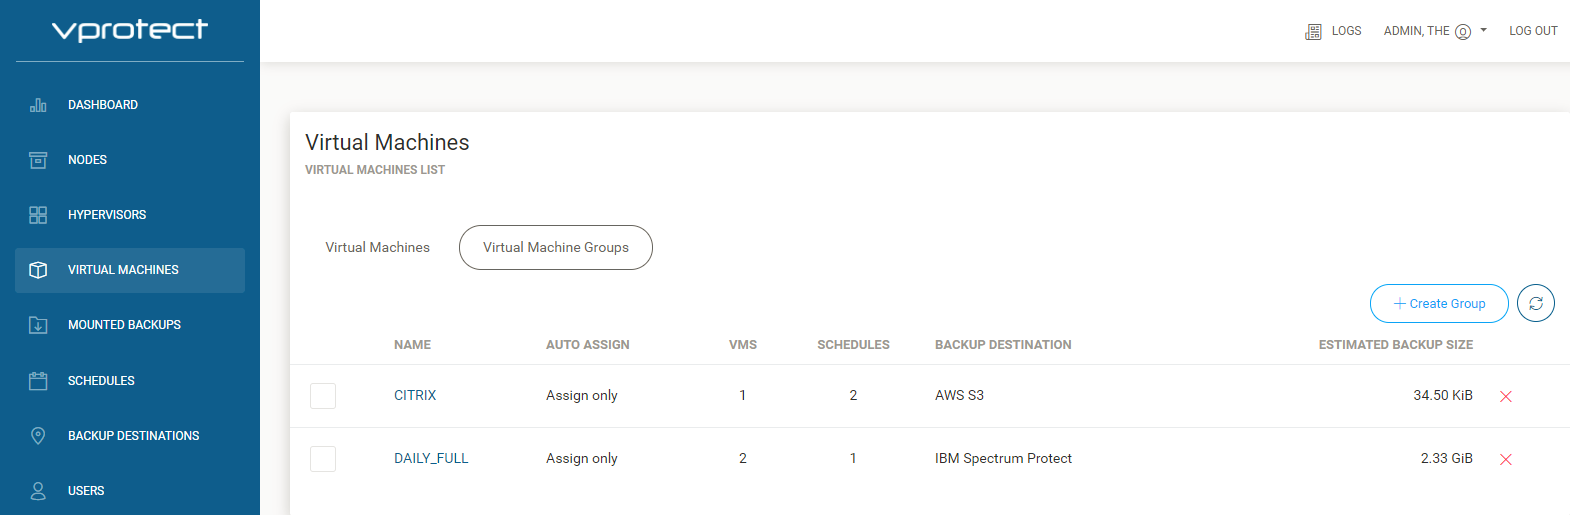 vprotect
LOGS ADMIN, THE LOG OUT
DASHBOARD
NODES
HYPERVISORS
VIRTUAL MACHINES
MOUNTED BACKUPS
SCHEDULES
BACKUP DESTINATIONS
USERS
Virtual Machines
VIRTUAL MACHINES LIST
Virtual Machines Virtual Machine Groups
Create Group
NAME AUTO ASSIGN VMS SCHEDULES BACKUP DESTINATION ESTIMATED BACKUP SIZE
CITRIX Assign only 1 2 AWS S3 34.50 KiB
DAILY_FULL Assign only 2 1 IBM Spectrum Protect 2.33 GiB